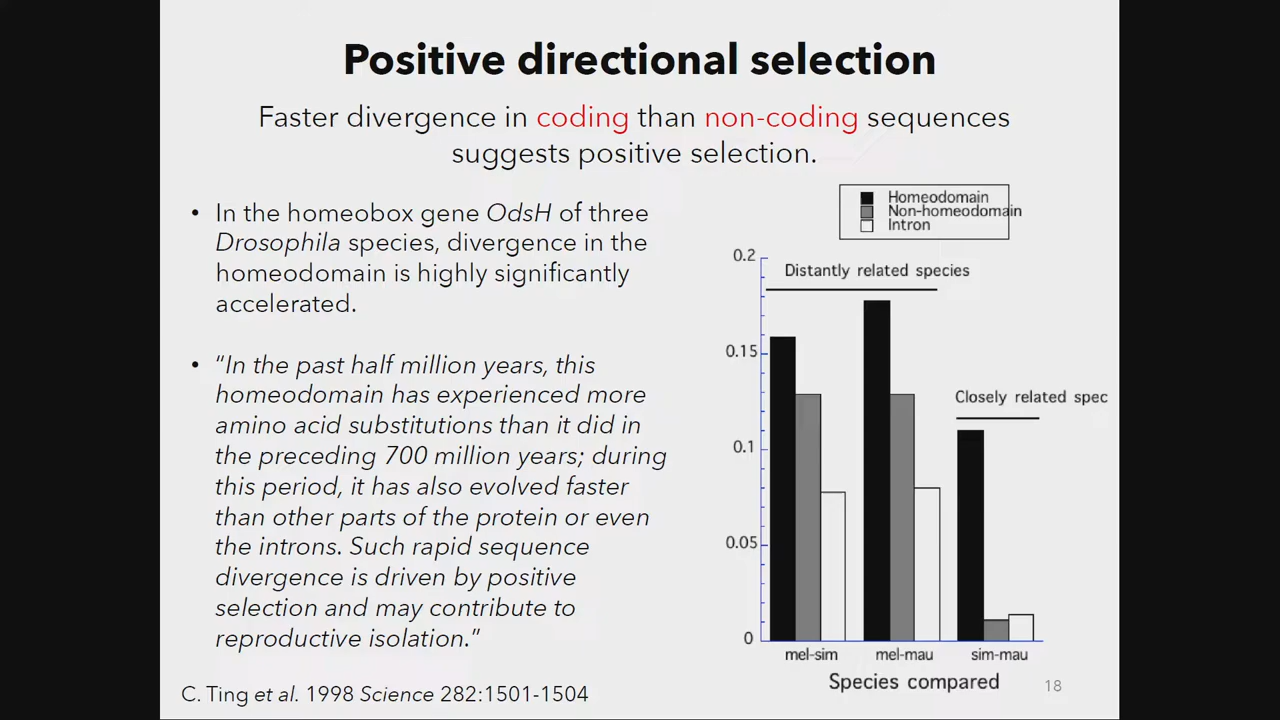 Positive directional selection
Faster divergence in coding than non-coding sequences
suggests positive selection.
• In the homeobox gene OdsH of three
Drosophila species, divergence in the
homeodomain is highly significantly
accelerated.
• “In the past half million years, this
homeodomain has experienced more
amino acid substitutions than it did in
the preceding 700 million years; during
this period, it has also evolved faster
than other parts of the protein or even
the introns. Such rapid sequence
divergence is driven by positive
selection and may contribute to
reproductive isolation.”
C. Ting et al. 1998 Science 282:1501-1504
Homeodomain
Non-homeodomain
Intron
Distantly related species
Closely related spec
0.2
0.15
0.1
0.05
0
mel-sim mel-mau sim-mau
Species compared
18